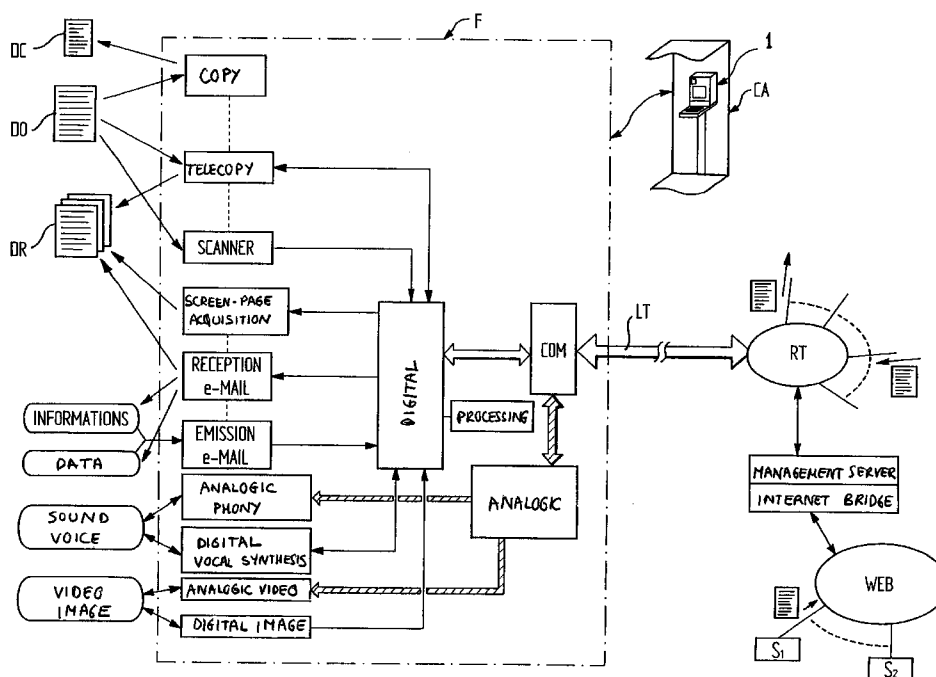 F
DC
COPY
1
CA
DO
TELECOPY
DR
SCANNER
SCREEN-PAGE
ACQUISITION
LT
COM
RT
RECEPTION
e-MAIL
DIGITAL
PROCESSING
INFORMATIONS
DATA
EMISSION
e-MAIL
MANAGEMENT SERVER
INTERNET BRIDGE
ANALOGIC
PHONY
ANALOGIC
SOUND
VOICE
DIGITAL
VOCAL SYNTHESIS
WEB
VIDEO
IMAGE
ANALOGIC VIDEO
DIGITAL IMAGE
S1
S2